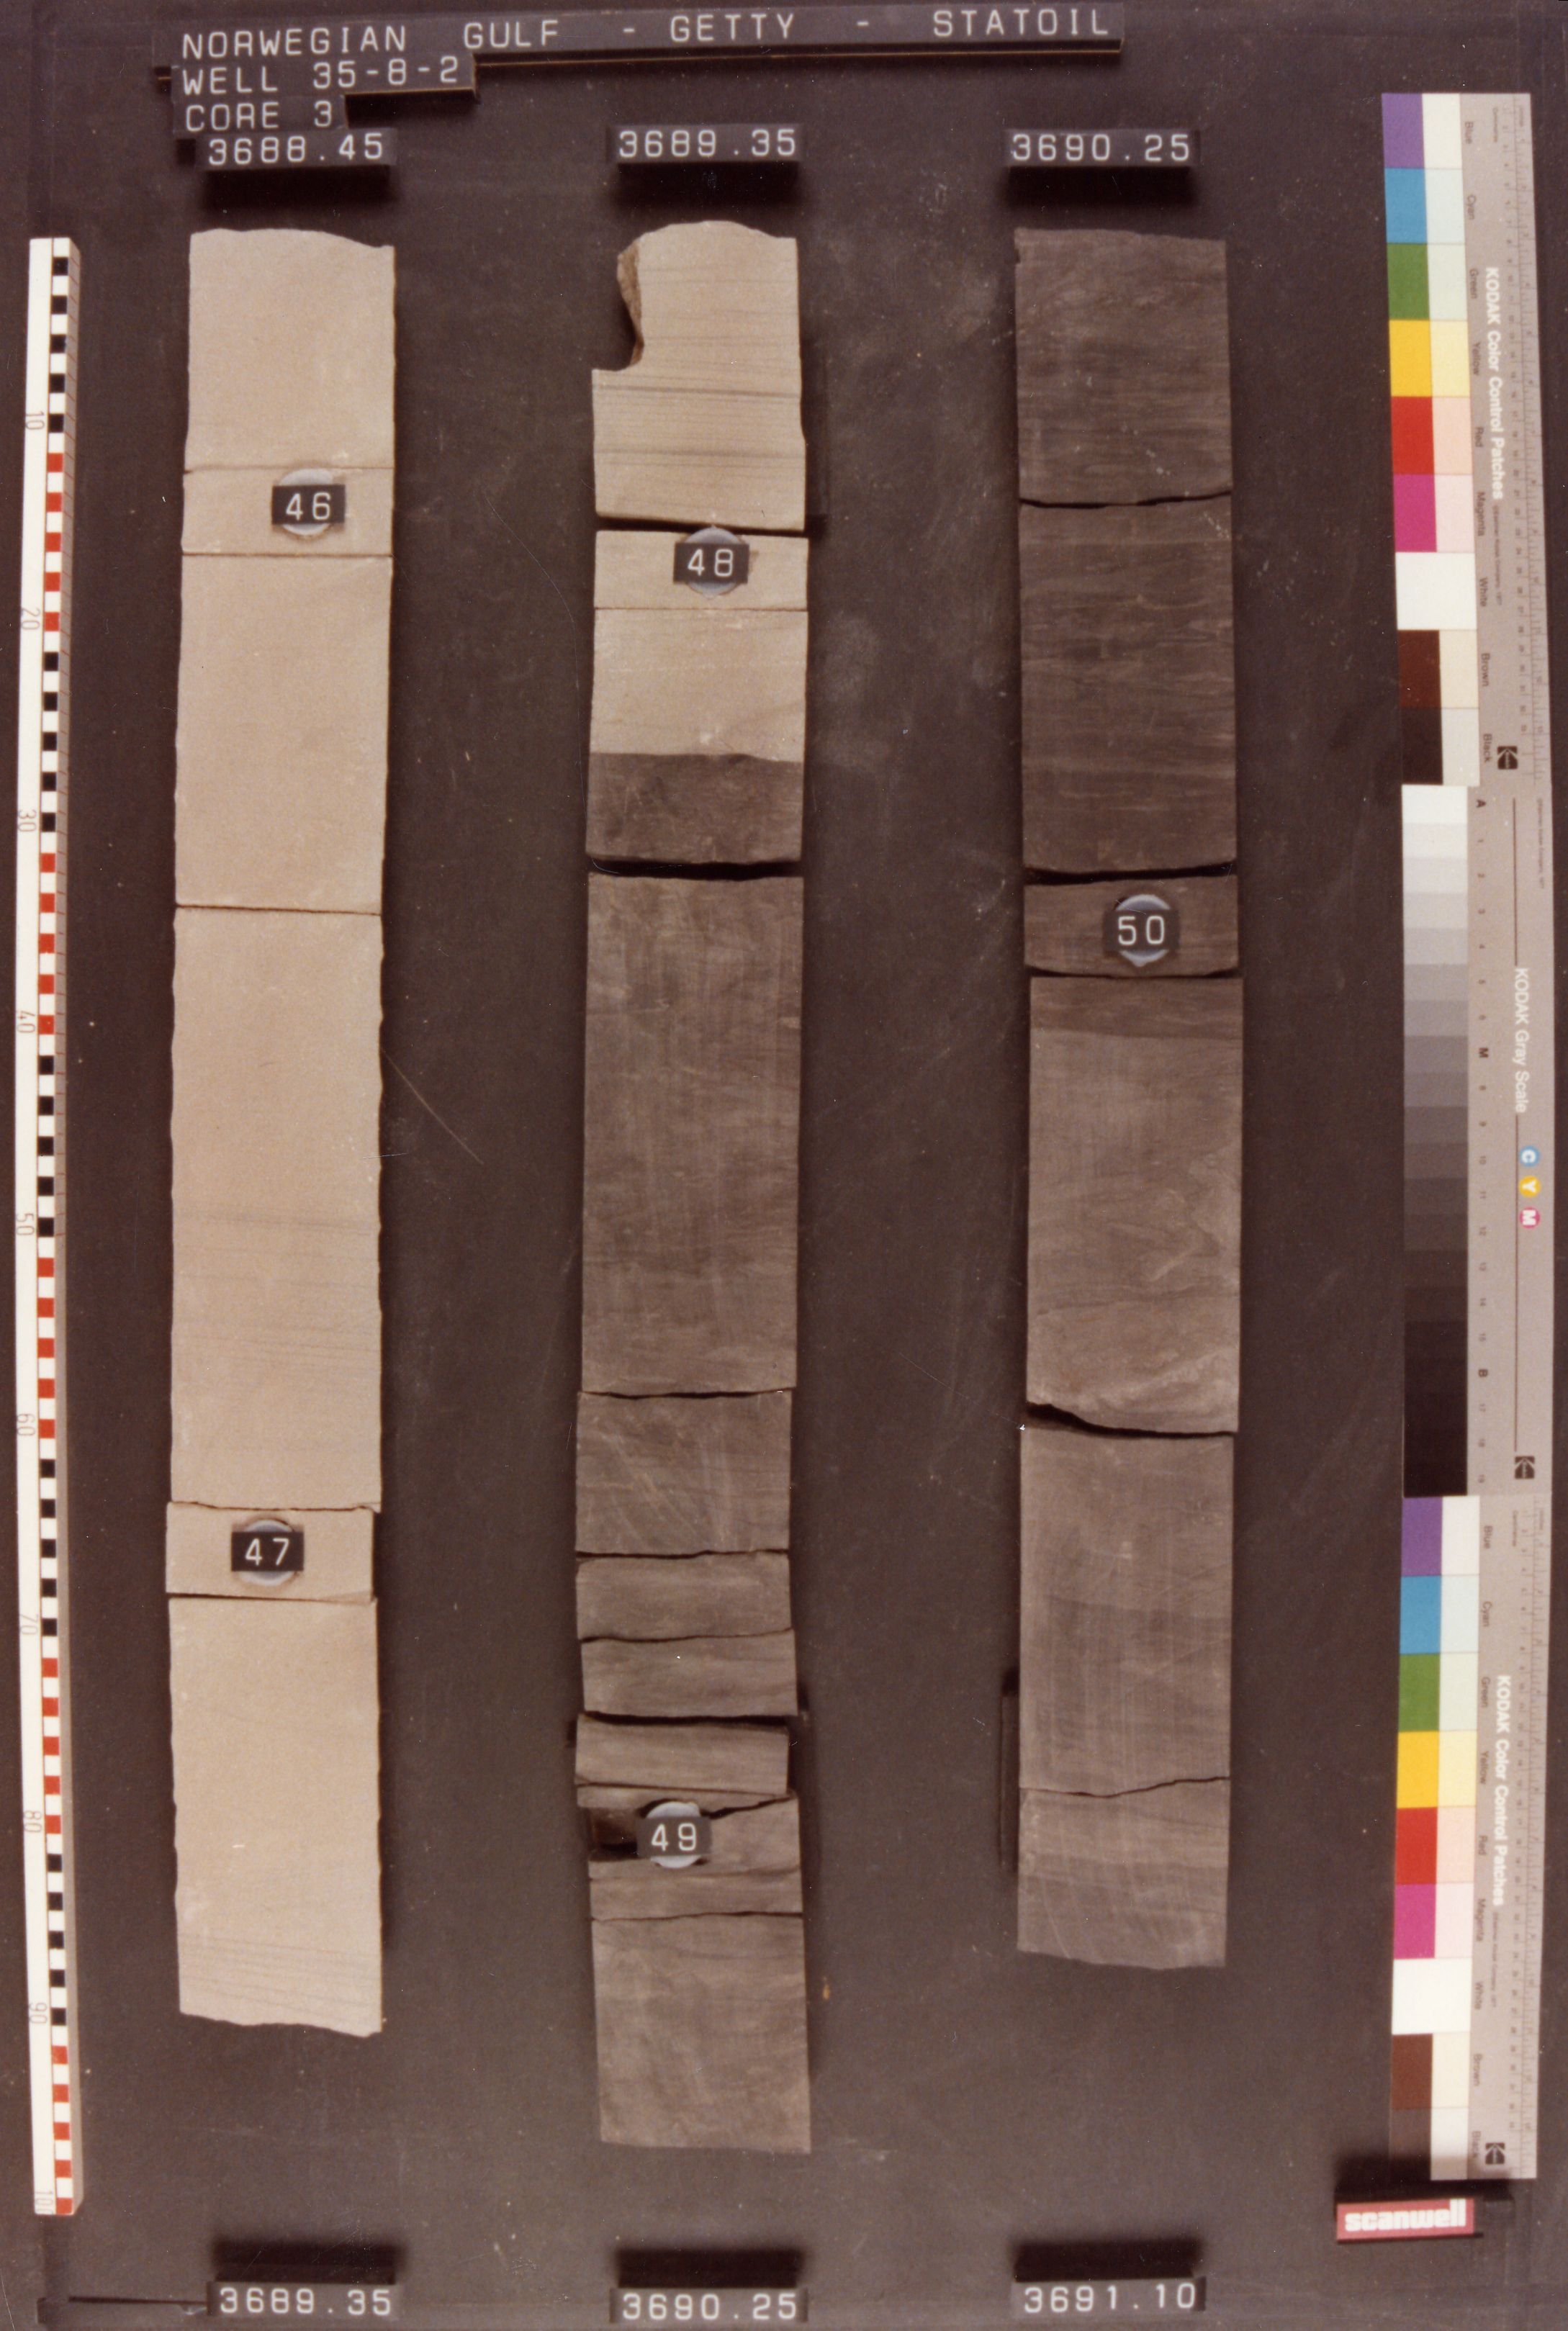 NORWEGIAN GULF - GETTY - STATOIL
WELL 35-8-2
CORE 3
3688.45 3689.35 3690.25
46
47
48
49
50
10
20
30
40
50
60
70
80
90
3689.35 3690.25 3691.10
KODAK Color Control Patches
Blue
Cyan
Green
Yellow
Red
Magenta
White
Brown
Black
KODAK Gray Scale
C Y M
A
1
2
3
4
5
6
M
8
9
10
11
12
13
14
15
B
17
18
19
KODAK Color Control Patches
Blue
Cyan
Green
Yellow
Red
Magenta
White
Brown
Black
scanwell